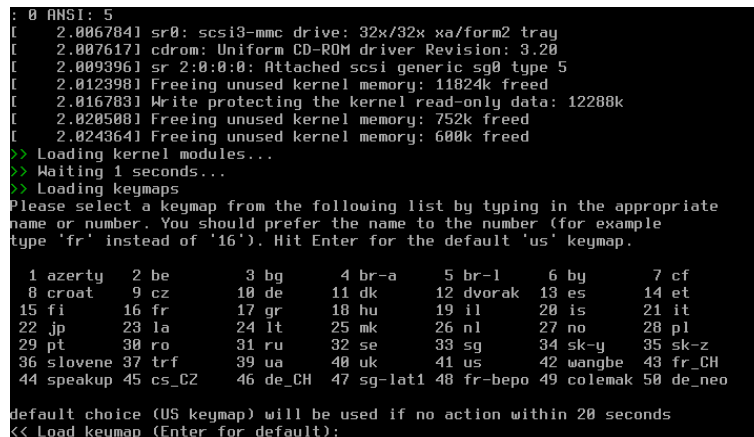 : 0 ANSI: 5
[    2.006784] sr0: scsi3-mmc drive: 32x/32x xa/form2 tray
[    2.007617] cdrom: Uniform CD-ROM driver Revision: 3.20
[    2.009396] sr 2:0:0:0: Attached scsi generic sg0 type 5
[    2.012398] Freeing unused kernel memory: 11824k freed
[    2.016783] Write protecting the kernel read-only data: 12288k
[    2.020508] Freeing unused kernel memory: 752k freed
[    2.024364] Freeing unused kernel memory: 600k freed
>> Loading kernel modules...
>> Waiting 1 seconds...
>> Loading keymaps
Please select a keymap from the following list by typing in the appropriate
name or number. You should prefer the name to the number (for example
type 'fr' instead of '16'). Hit Enter for the default 'us' keymap.
1 azerty 2 be 3 bg 4 br-a 5 br-l 6 by 7 cf
8 croat 9 cz 10 de 11 dk 12 dvorak 13 es 14 et
15 fi 16 fr 17 gr 18 hu 19 il 20 is 21 it
22 jp 23 la 24 lt 25 mk 26 nl 27 no 28 pl
29 pt 30 ro 31 ru 32 se 33 sg 34 sk-y 35 sk-z
36 slovene 37 trf 39 ua 40 uk 41 us 42 wangbe 43 fr_CH
44 speakup 45 cs_CZ 46 de_CH 47 sg-lat1 48 fr-bepo 49 colemak 50 de_neo
default choice (US keymap) will be used if no action within 20 seconds
<< Load keymap (Enter for default):